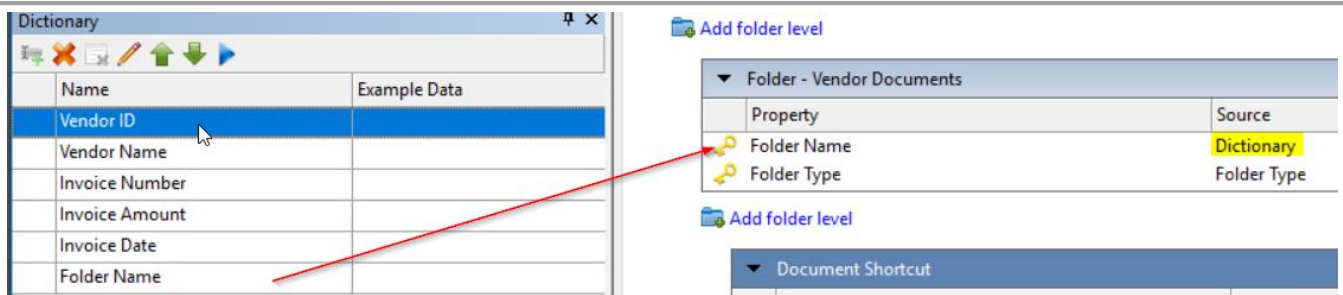 Dictionary
Name Example Data
Vendor ID
Vendor Name
Invoice Number
Invoice Amount
Invoice Date
Folder Name
Add folder level
Folder - Vendor Documents
Property Source
Folder Name Dictionary
Folder Type Folder Type
Add folder level
Document Shortcut